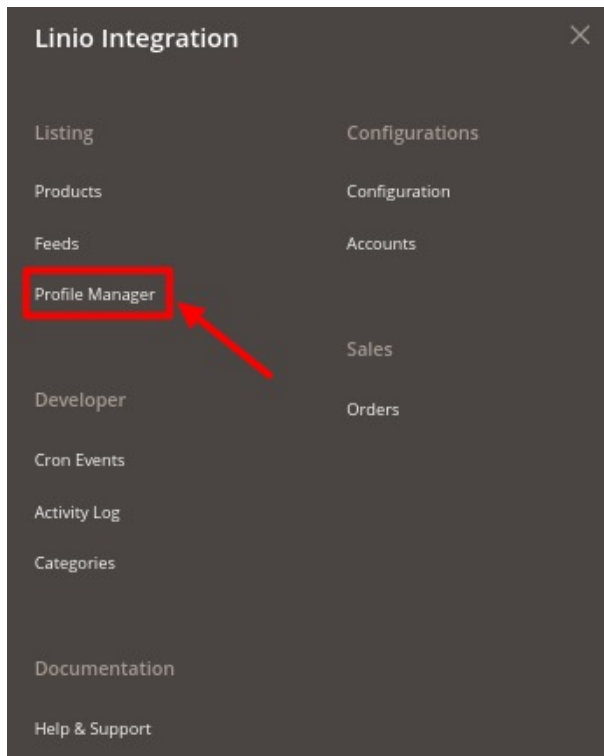 Linio Integration
Listing
Products
Feeds
Profile Manager
Developer
Cron Events
Activity Log
Categories
Documentation
Help & Support
Configurations
Configuration
Accounts
Sales
Orders